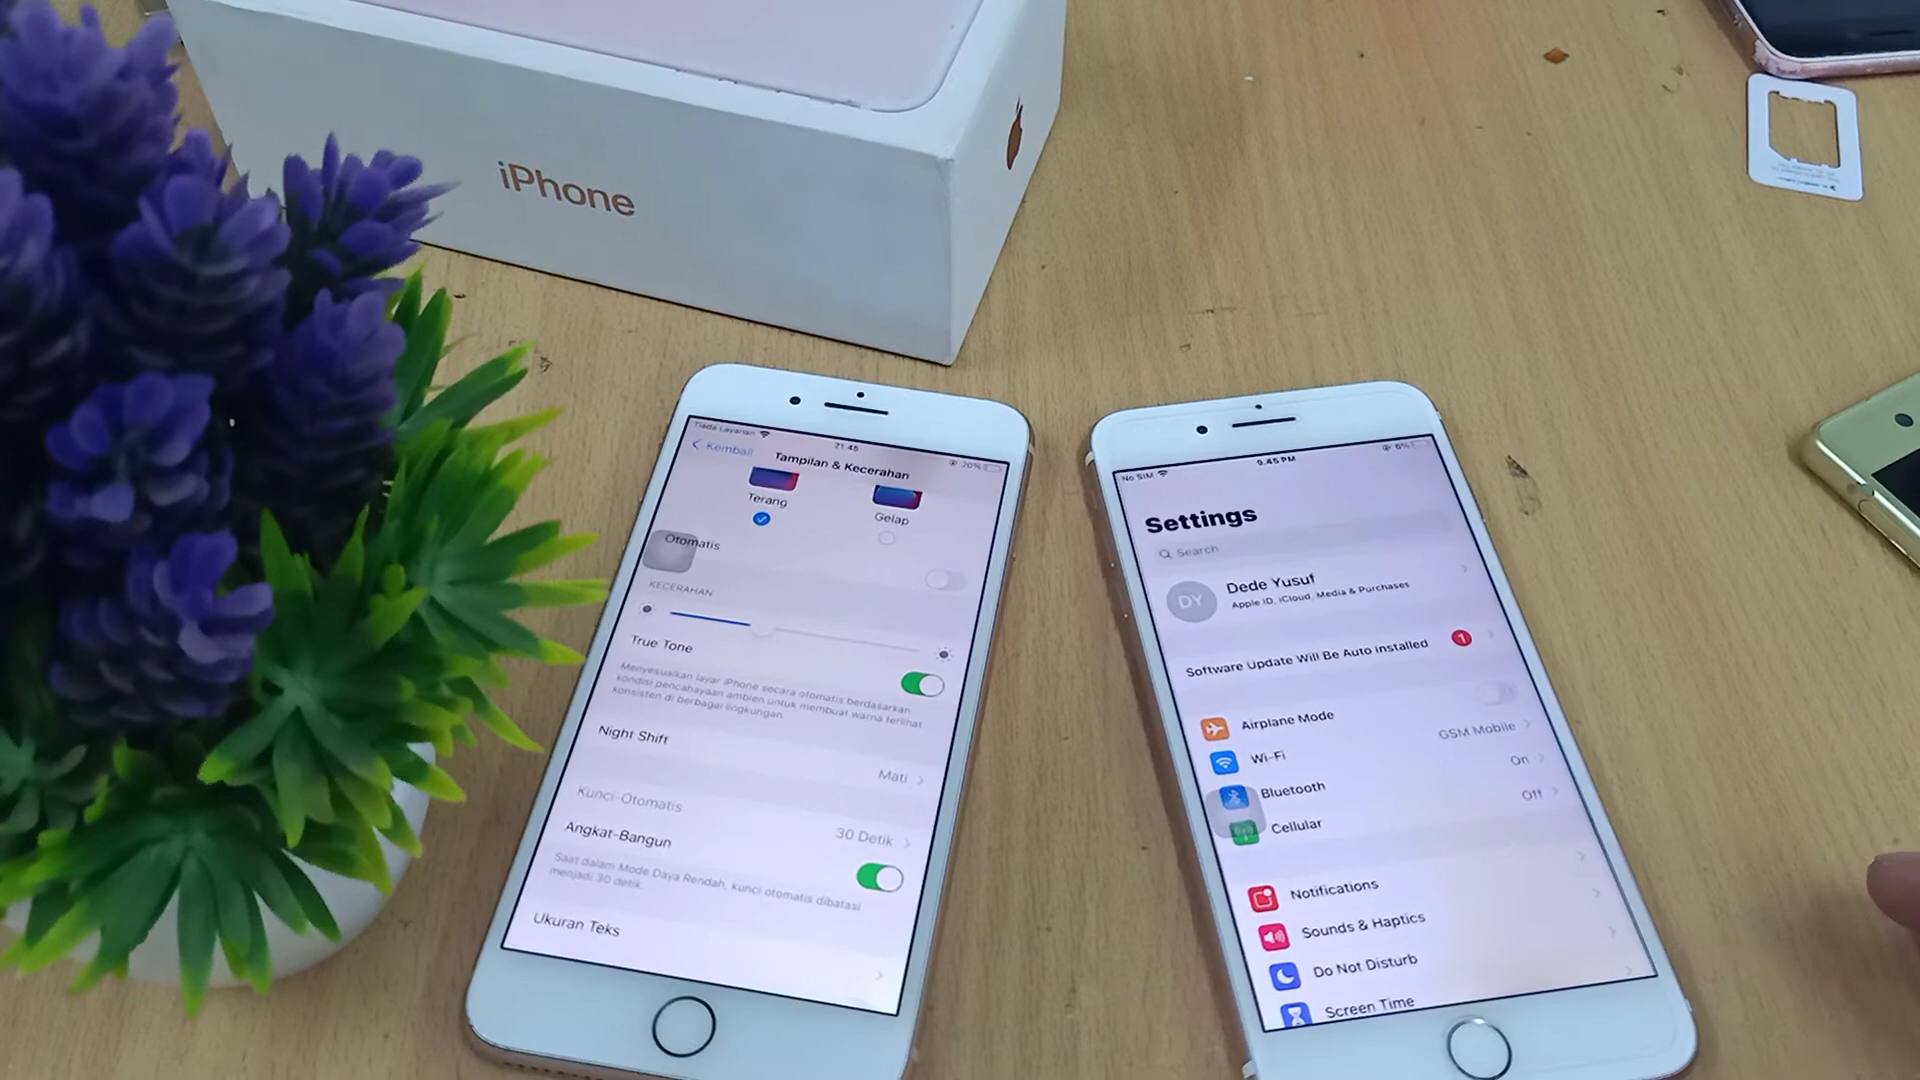 iPhone
Tiada Layanan
21.45
20%
Kembali
Tampilan & Kecerahan
Terang
Gelap
Otomatis
KECERAHAN
True Tone
Menyesuaikan layar iPhone secara otomatis berdasarkan
kondisi pencahayaan ambien untuk membuat warna terlihat
konsisten di berbagai lingkungan.
Night Shift
Mati
Kunci-Otomatis
30 Detik
Angkat-Bangun
Saat dalam Mode Daya Rendah, kunci otomatis dibatasi
menjadi 30 detik.
Ukuran Teks
No SIM
9.45 PM
6%
Settings
Search
DY
Dede Yusuf
Apple ID, iCloud, Media & Purchases
Software Update Will Be Auto Installed
1
Airplane Mode
Wi-Fi
GSM Mobile
Bluetooth
On
Cellular
Off
Notifications
Sounds & Haptics
Do Not Disturb
Screen Time